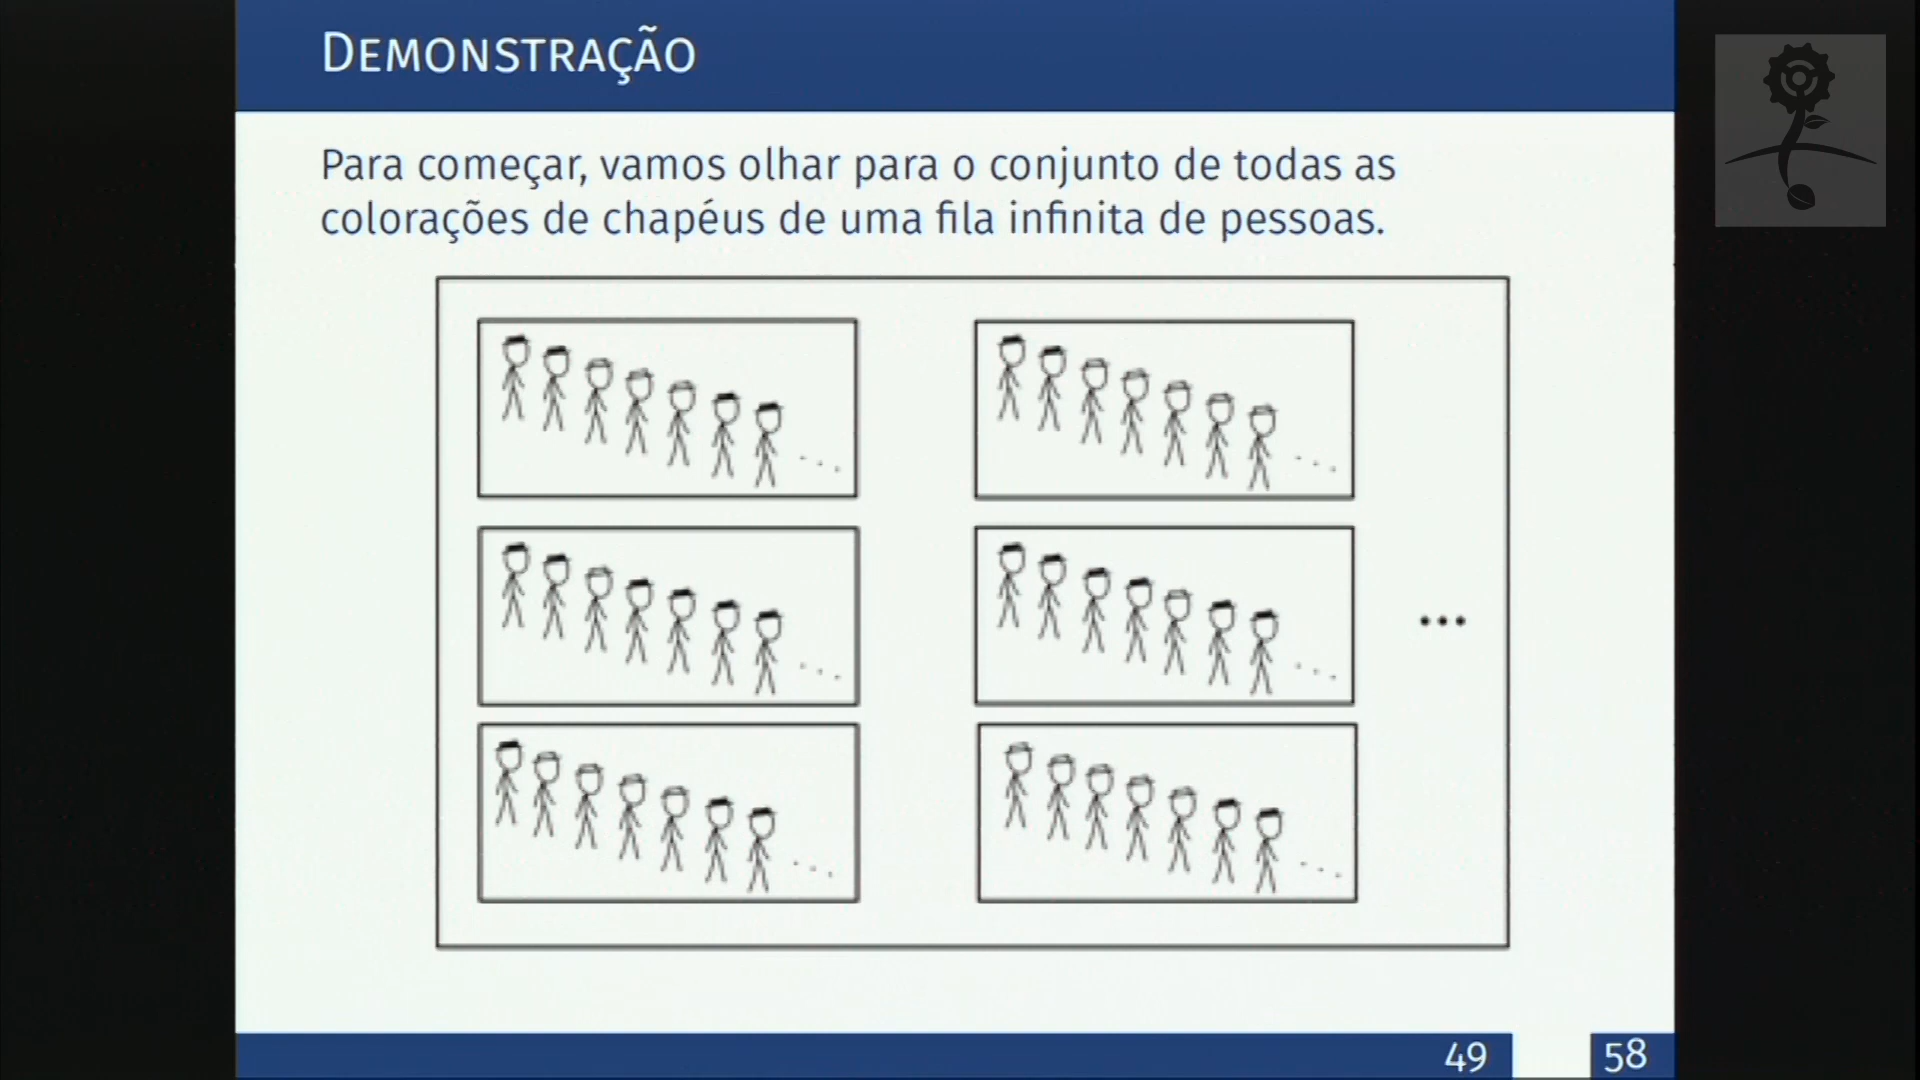 DEMONSTRAÇÃO
Para começar, vamos olhar para o conjunto de todas as
colorações de chapéus de uma fila infinita de pessoas.
...
49 58